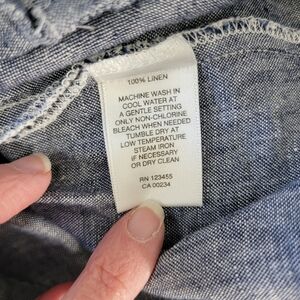 100% LINEN
MACHINE WASH IN
COOL WATER AT
A GENTLE SETTING
ONLY NON-CHLORINE
BLEACH WHEN NEEDED
TUMBLE DRY AT
LOW TEMPERATURE
STEAM IRON
IF NECESSARY
OR DRY CLEAN
RN 123455
CA 00234